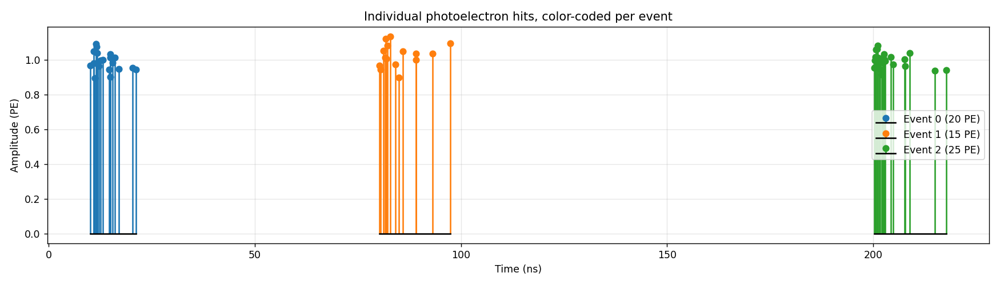 Individual photoelectron hits, color-coded per event
Amplitude (PE)
1.0
0.8
0.6
0.4
0.2
0.0
Event 0 (20 PE)
Event 1 (15 PE)
Event 2 (25 PE)
0 50 100 150 200
Time (ns)